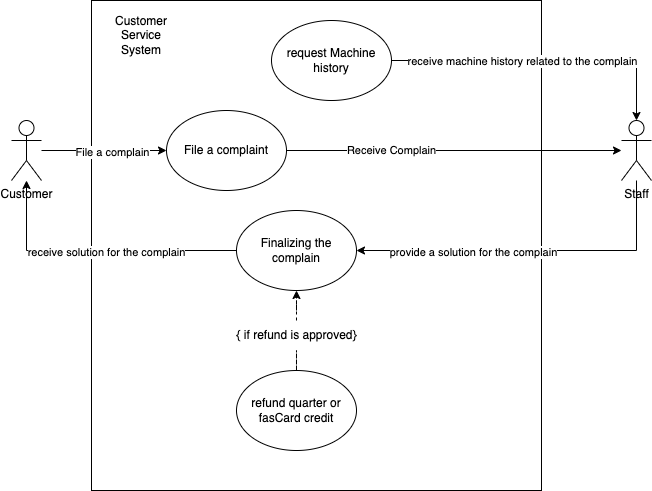 Customer
Service
System
request Machine
history
receive machine history related to the complain
File a complain
File a complaint
Receive Complain
Customer
Staff
receive solution for the complain
Finalizing the
complain
provide a solution for the complain
{ if refund is approved}
refund quarter or
fasCard credit